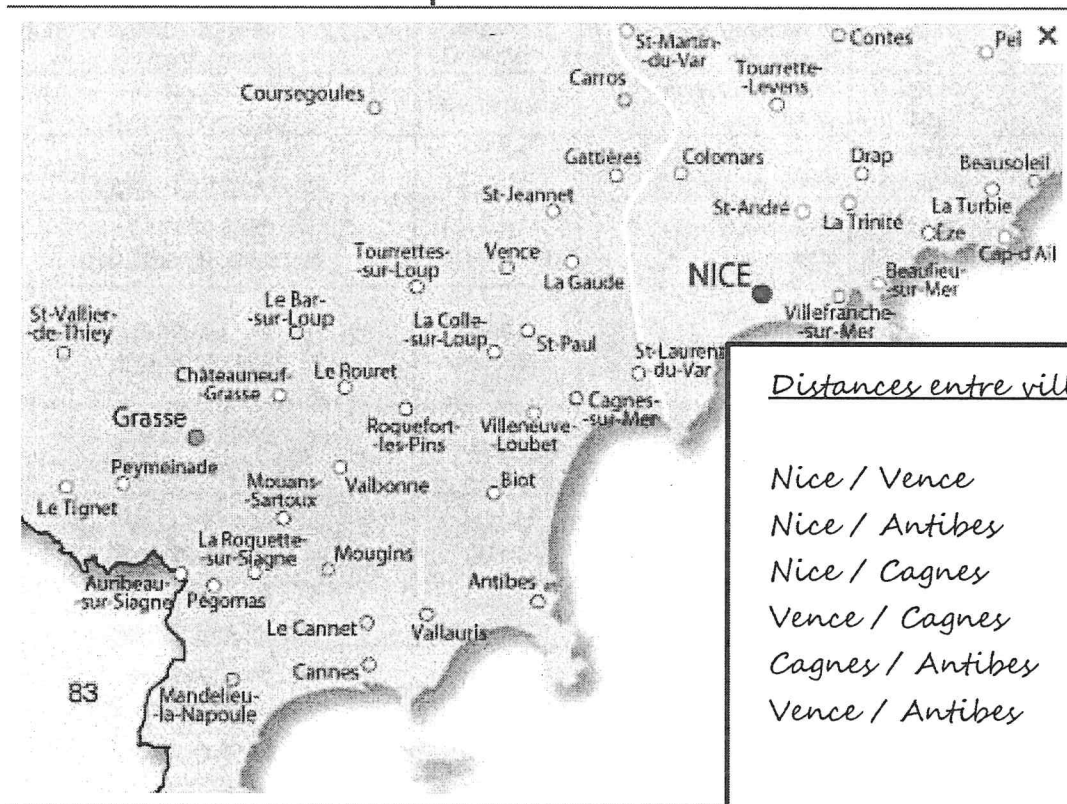 St-Martin-
-du-Var
Contes
Pei
Carros
Tourrette-
-Levens
Coursegoules
Gattières
Colomars
Drap
Beausoleil
St-Jeannet
St-André
La Trinité
La Turbie
Èze
Cap-d'Ail
Tourrettes-
-sur-Loup
Vence
La Gaude
NICE
Beaulieu-
-sur-Mer
Villefranche-
-sur-Mer
St-Vallier-
-de-Thiey
Le Bar-
-sur-Loup
La Colle-
-sur-Loup
St-Paul
St-Laurent
-du-Var
Châteauneuf-
-Grasse
Le Rouret
Grasse
Roquefort-
-les-Pins
Villeneuve-
-Loubet
Cagnes-
-sur-Mer
Peymeinade
Le Tignet
Mouans-
-Sartoux
Valbonne
Biot
La Roquette-
-sur-Siagne
Mougins
Auribeau-
-sur-Siagne
Pégomas
Antibes
Le Cannet
Vallauris
Cannes
83
Mandelieu-
-la-Napoule
Distances entre vill
Nice / Vence
Nice / Antibes
Nice / Cagnes
Vence / Cagnes
Cagnes / Antibes
Vence / Antibes